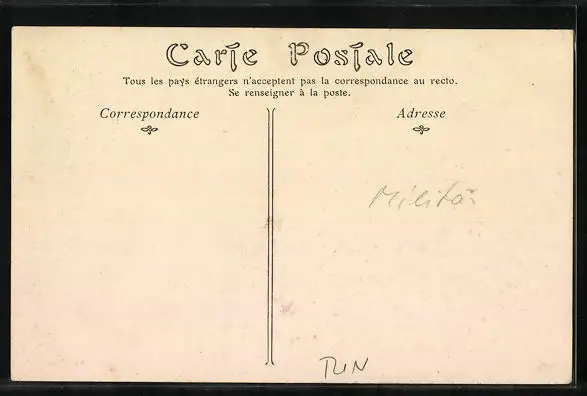 Carte Postale
Tous les pays étrangers n'acceptent pas la correspondance au recto.
Se renseigner à la poste.
Correspondance
Adresse
Militär